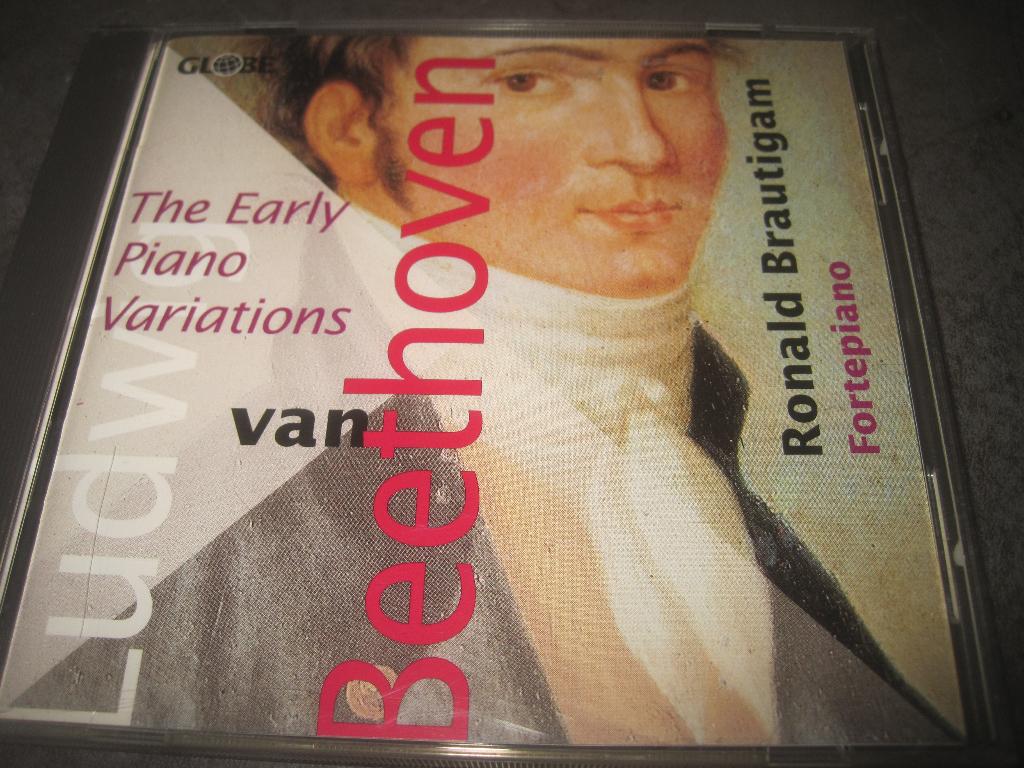 GLOBE
The Early
Piano
Variations
Ludwig
van
Beethoven
Ronald Brautigam
Fortepiano